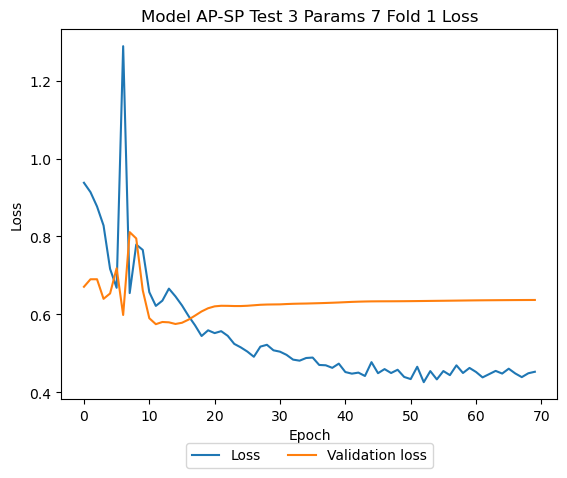 Model AP-SP Test 3 Params 7 Fold 1 Loss
1.2
1.0
0.8
0.6
0.4
Loss
0 10 20 30 40 50 60 70
Epoch
Loss Validation loss